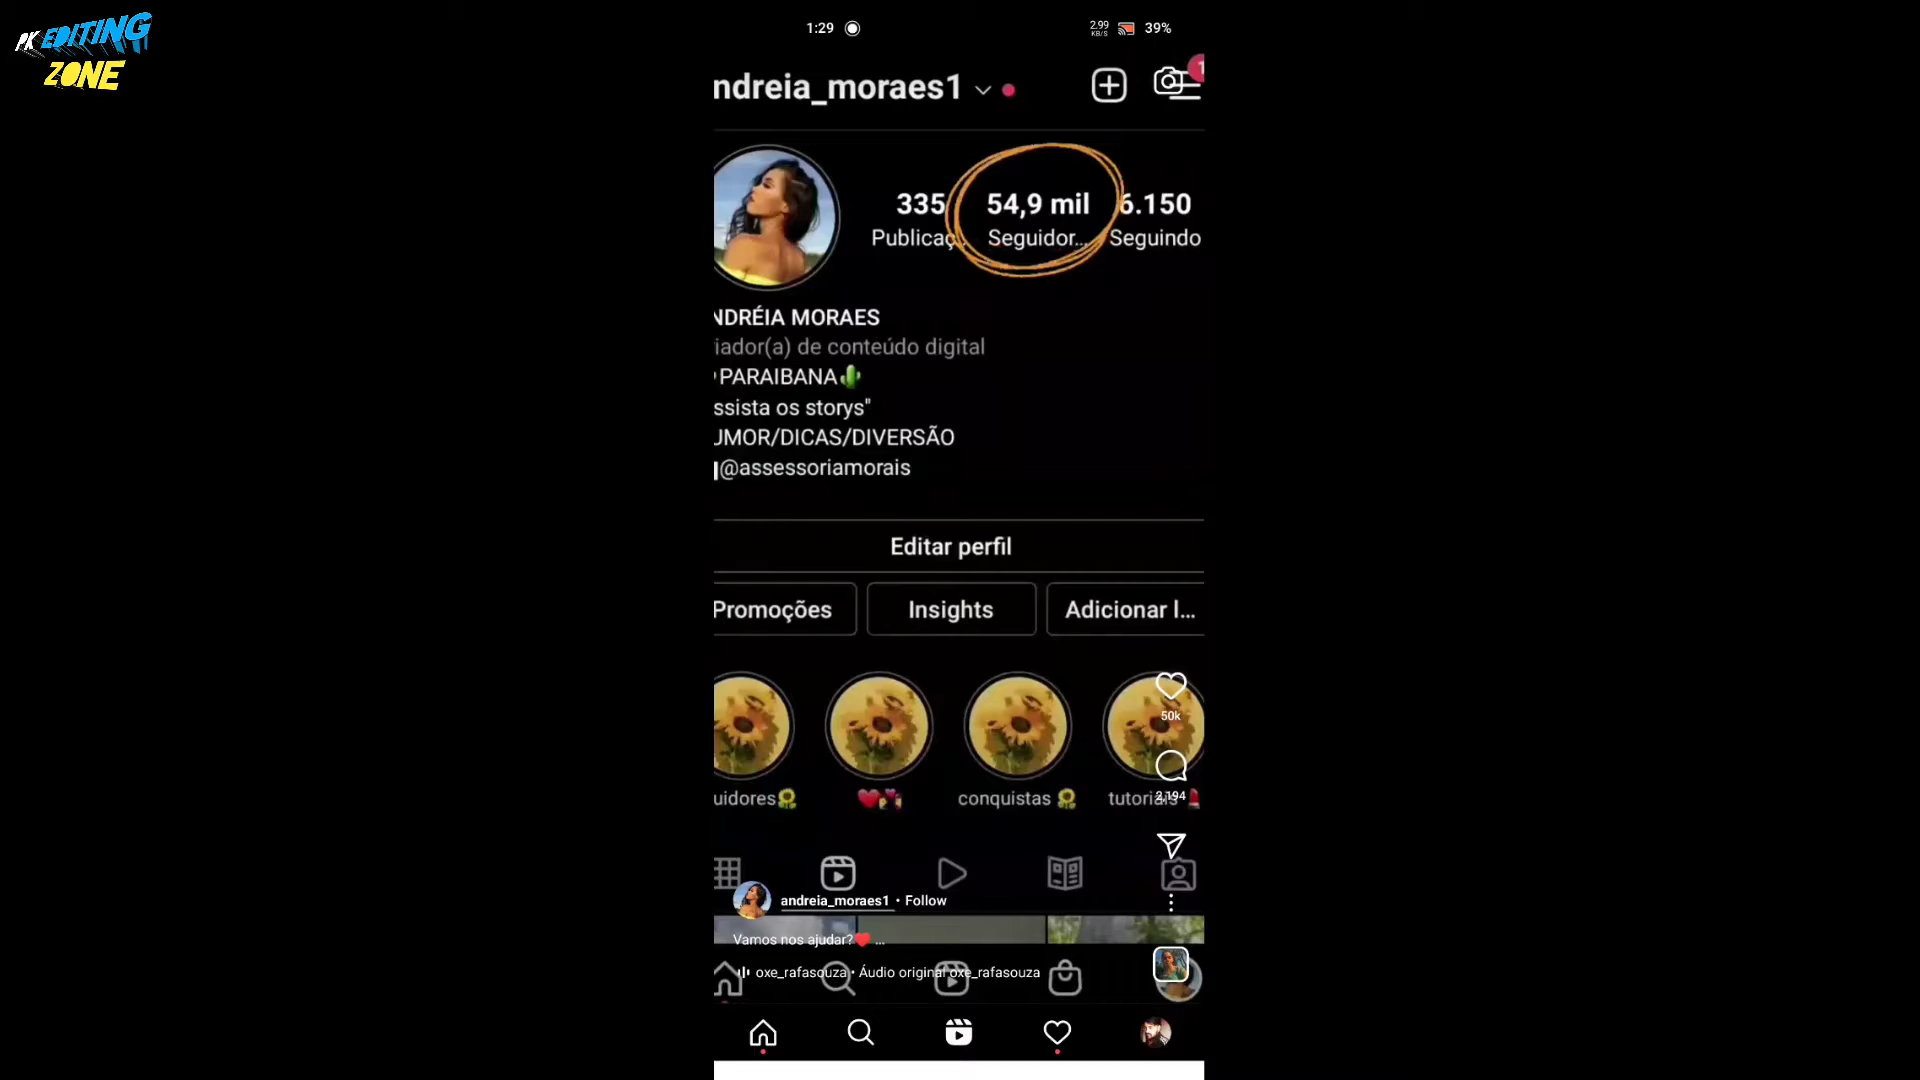 PK EDITING
ZONE
1:29
2.99
KB/S
39%
ndreia_moraes1
1
335
54,9 mil
6.150
Publicaç...
Seguidor...
Seguindo
NDRÉIA MORAES
iador(a) de conteúdo digital
PARAIBANA
ssista os storys"
UMOR/DICAS/DIVERSÃO
@assessoriamorais
Editar perfil
Promoções
Insights
Adicionar l...
50k
uidores
conquistas
tutoriais
2,194
andreia_moraes1 • Follow
Vamos nos ajudar?❤️ ...
oxe_rafasouza • Áudio original oxe_rafasouza